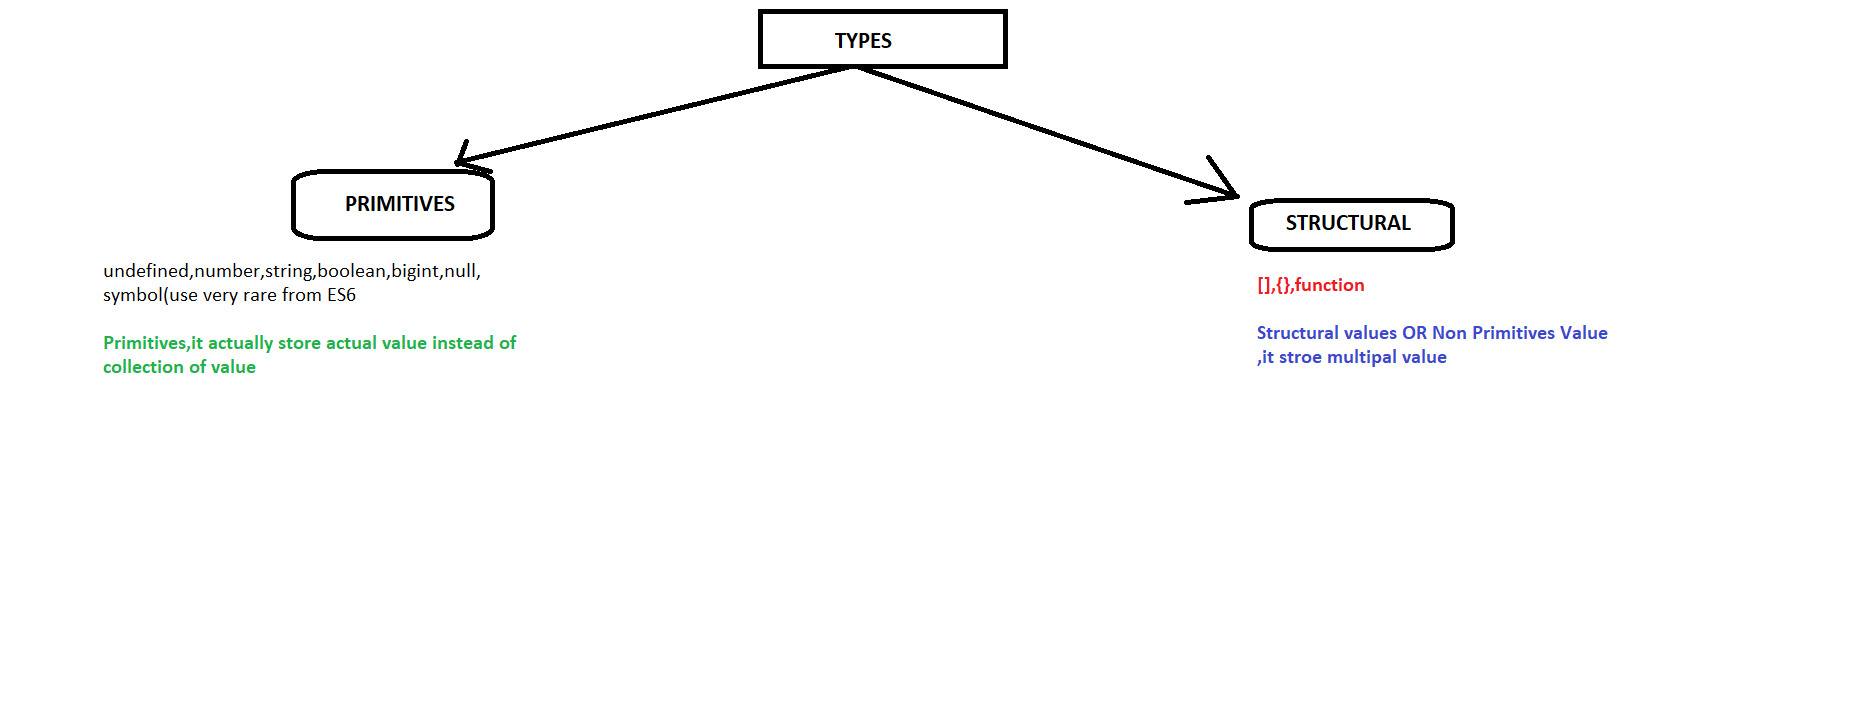 TYPES
PRIMITIVES
STRUCTURAL
undefined,number,string,boolean,bigint,null,
symbol(use very rare from ES6
Primitives,it actually store actual value instead of
collection of value
[],{},function
Structural values OR Non Primitives Value
,it stroe multipal value